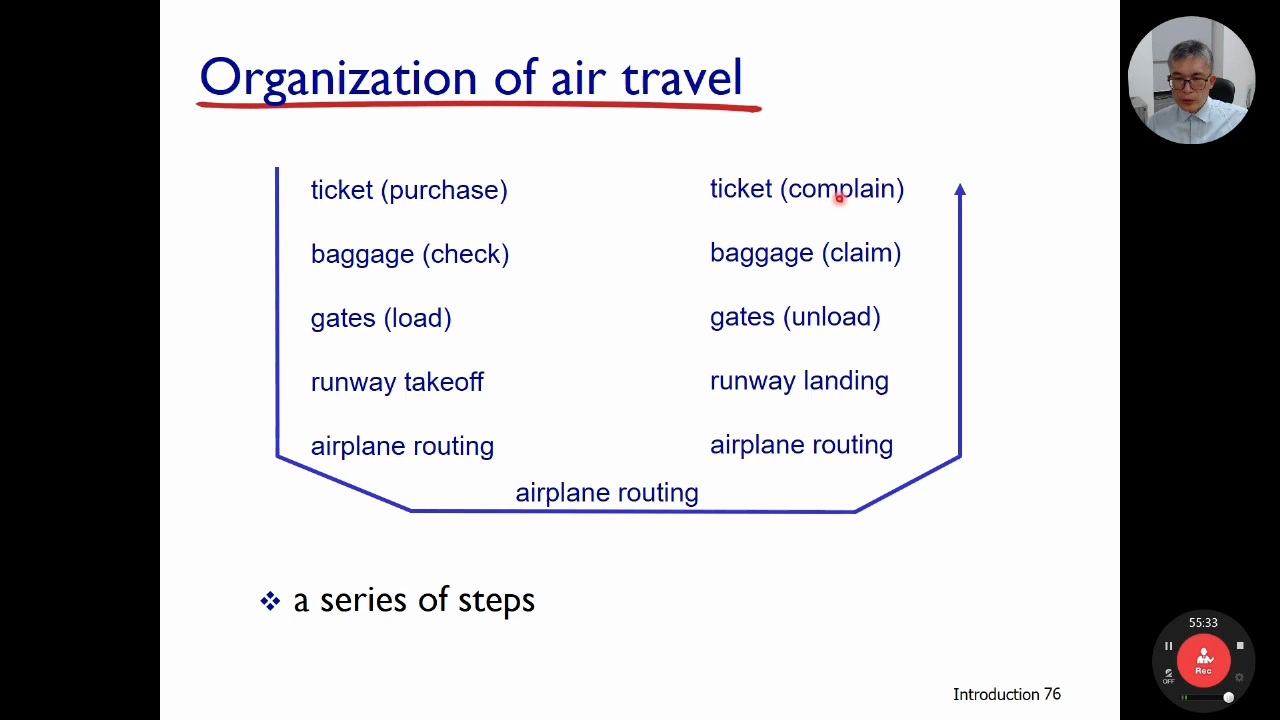 Organization of air travel
ticket (purchase)
ticket (complain)
baggage (check)
baggage (claim)
gates (load)
gates (unload)
runway takeoff
runway landing
airplane routing
airplane routing
airplane routing
a series of steps
Introduction 76
55:33
Rec
OFF